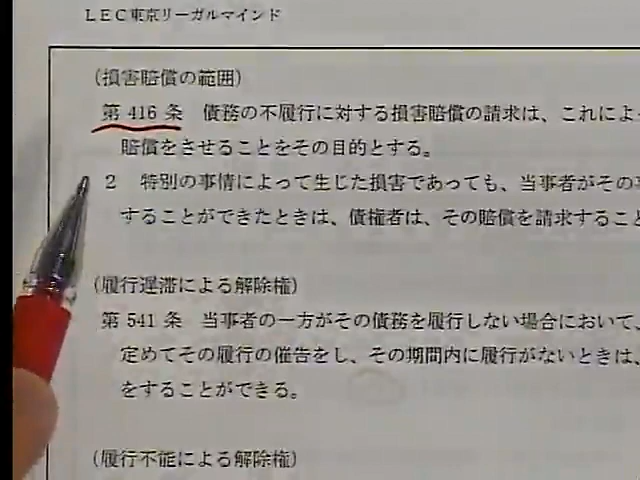 LEC東京リーガルマインド
（損害賠償の範囲）
第 416 条　債務の不履行に対する損害賠償の請求は、これによ
賠償をさせることをその目的とする。
2　特別の事情によって生じた損害であっても、当事者がその
することができたときは、債権者は、その賠償を請求すること
（履行遅滞による解除権）
第 541 条　当事者の一方がその債務を履行しない場合において、
定めてその履行の催告をし、その期間内に履行がないときは、
をすることができる。
（履行不能による解除権）